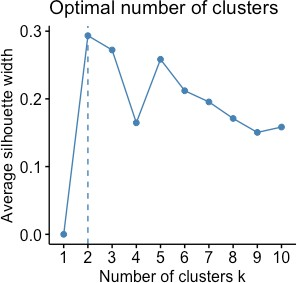 Optimal number of clusters
Average silhouette width
0.3
0.2
0.1
0.0
1 2 3 4 5 6 7 8 9 10
Number of clusters k